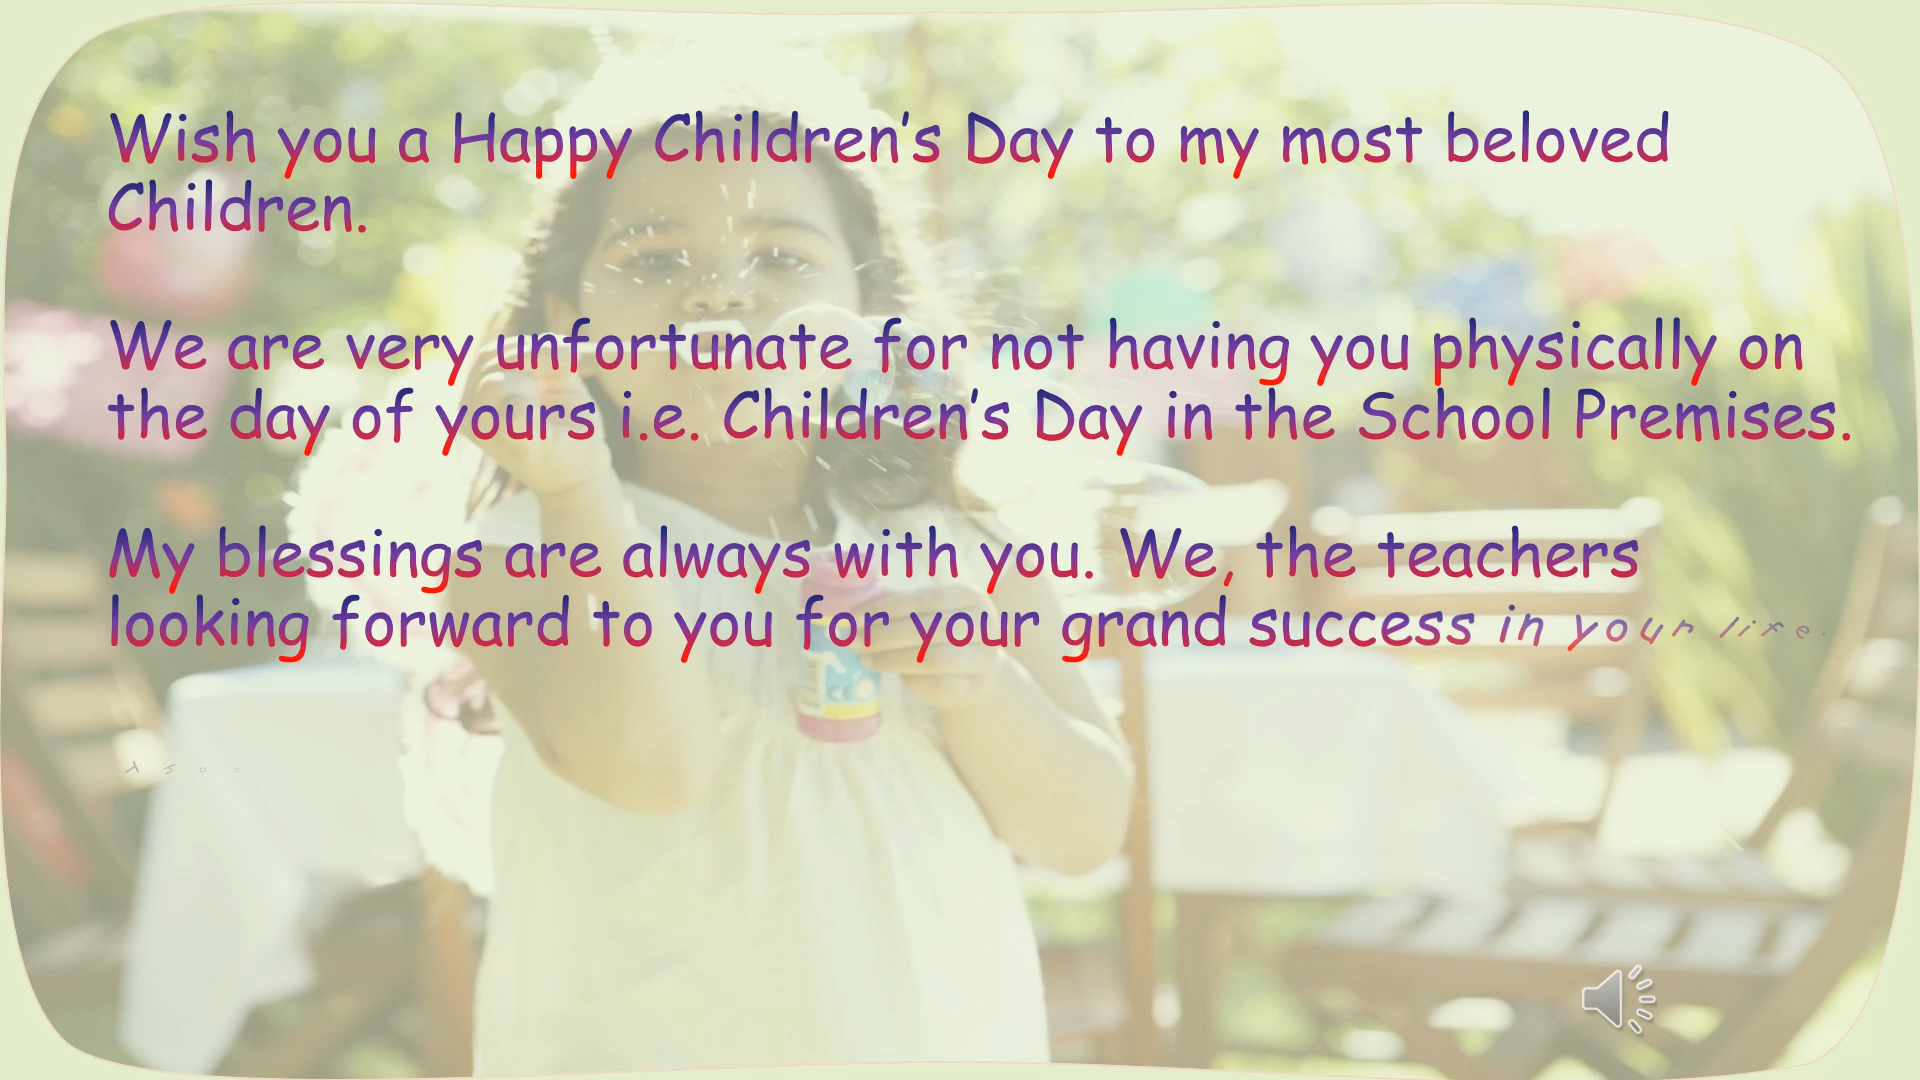 Wish you a Happy Children’s Day to my most beloved
Children.
We are very unfortunate for not having you physically on
the day of yours i.e. Children’s Day in the School Premises.
My blessings are always with you. We, the teachers
looking forward to you for your grand success in your life.